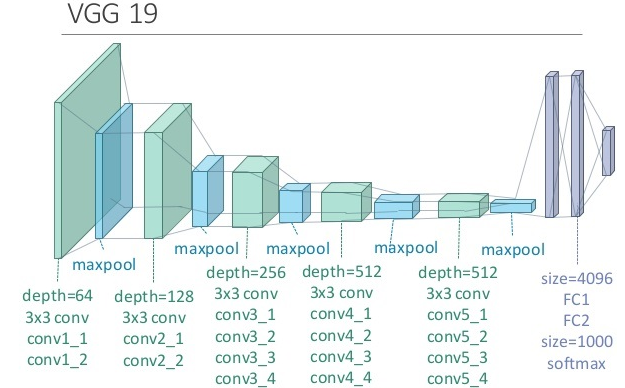 VGG 19
maxpool
maxpool
maxpool
maxpool
maxpool
depth=64
3x3 conv
conv1_1
conv1_2
depth=128
3x3 conv
conv2_1
conv2_2
depth=256
3x3 conv
conv3_1
conv3_2
conv3_3
conv3_4
depth=512
3x3 conv
conv4_1
conv4_2
conv4_3
conv4_4
depth=512
3x3 conv
conv5_1
conv5_2
conv5_3
conv5_4
size=4096
FC1
FC2
size=1000
softmax